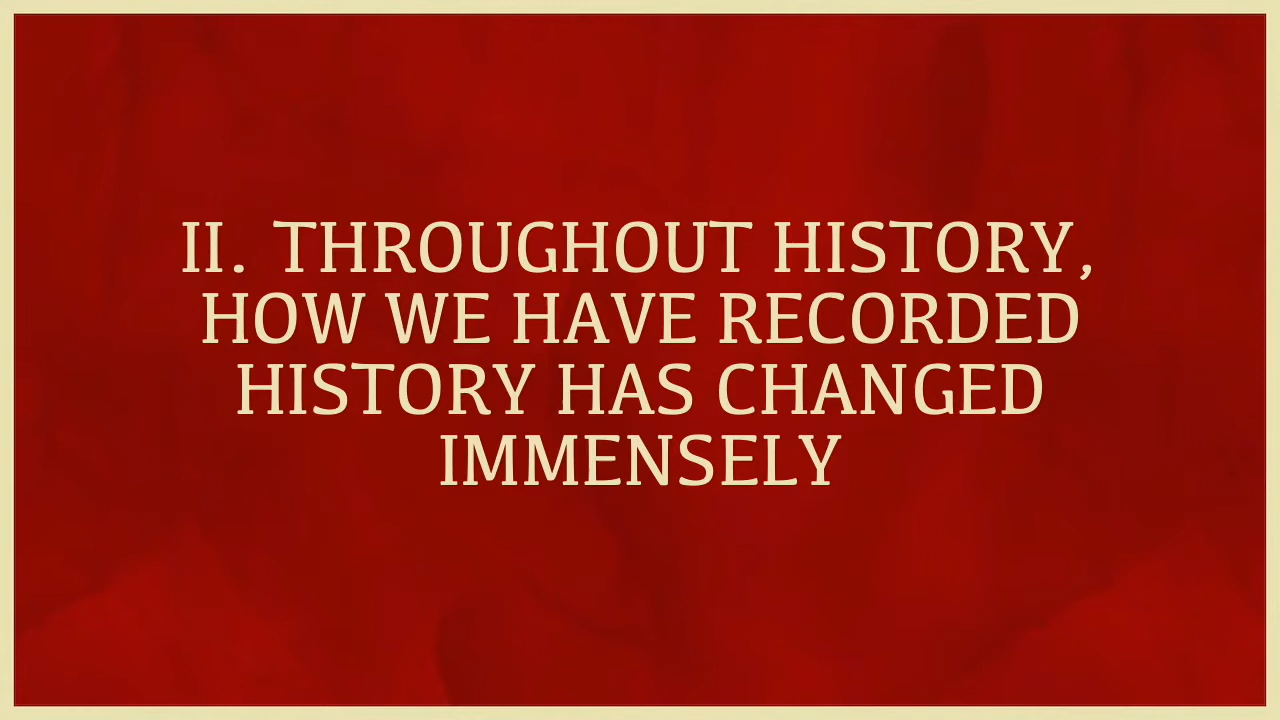 II. THROUGHOUT HISTORY,
HOW WE HAVE RECORDED
HISTORY HAS CHANGED
IMMENSELY